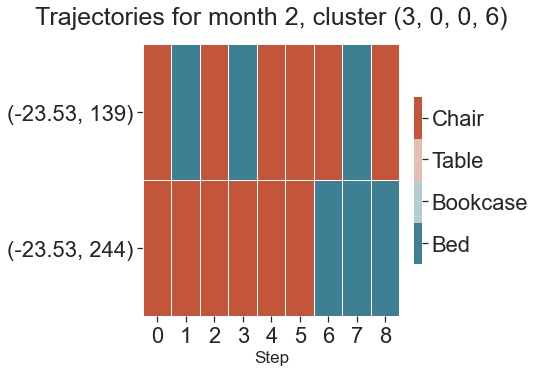 Trajectories for month 2, cluster (3, 0, 0, 6)
(-23.53, 139)
(-23.53, 244)
Chair
Table
Bookcase
Bed
0 1 2 3 4 5 6 7 8
Step